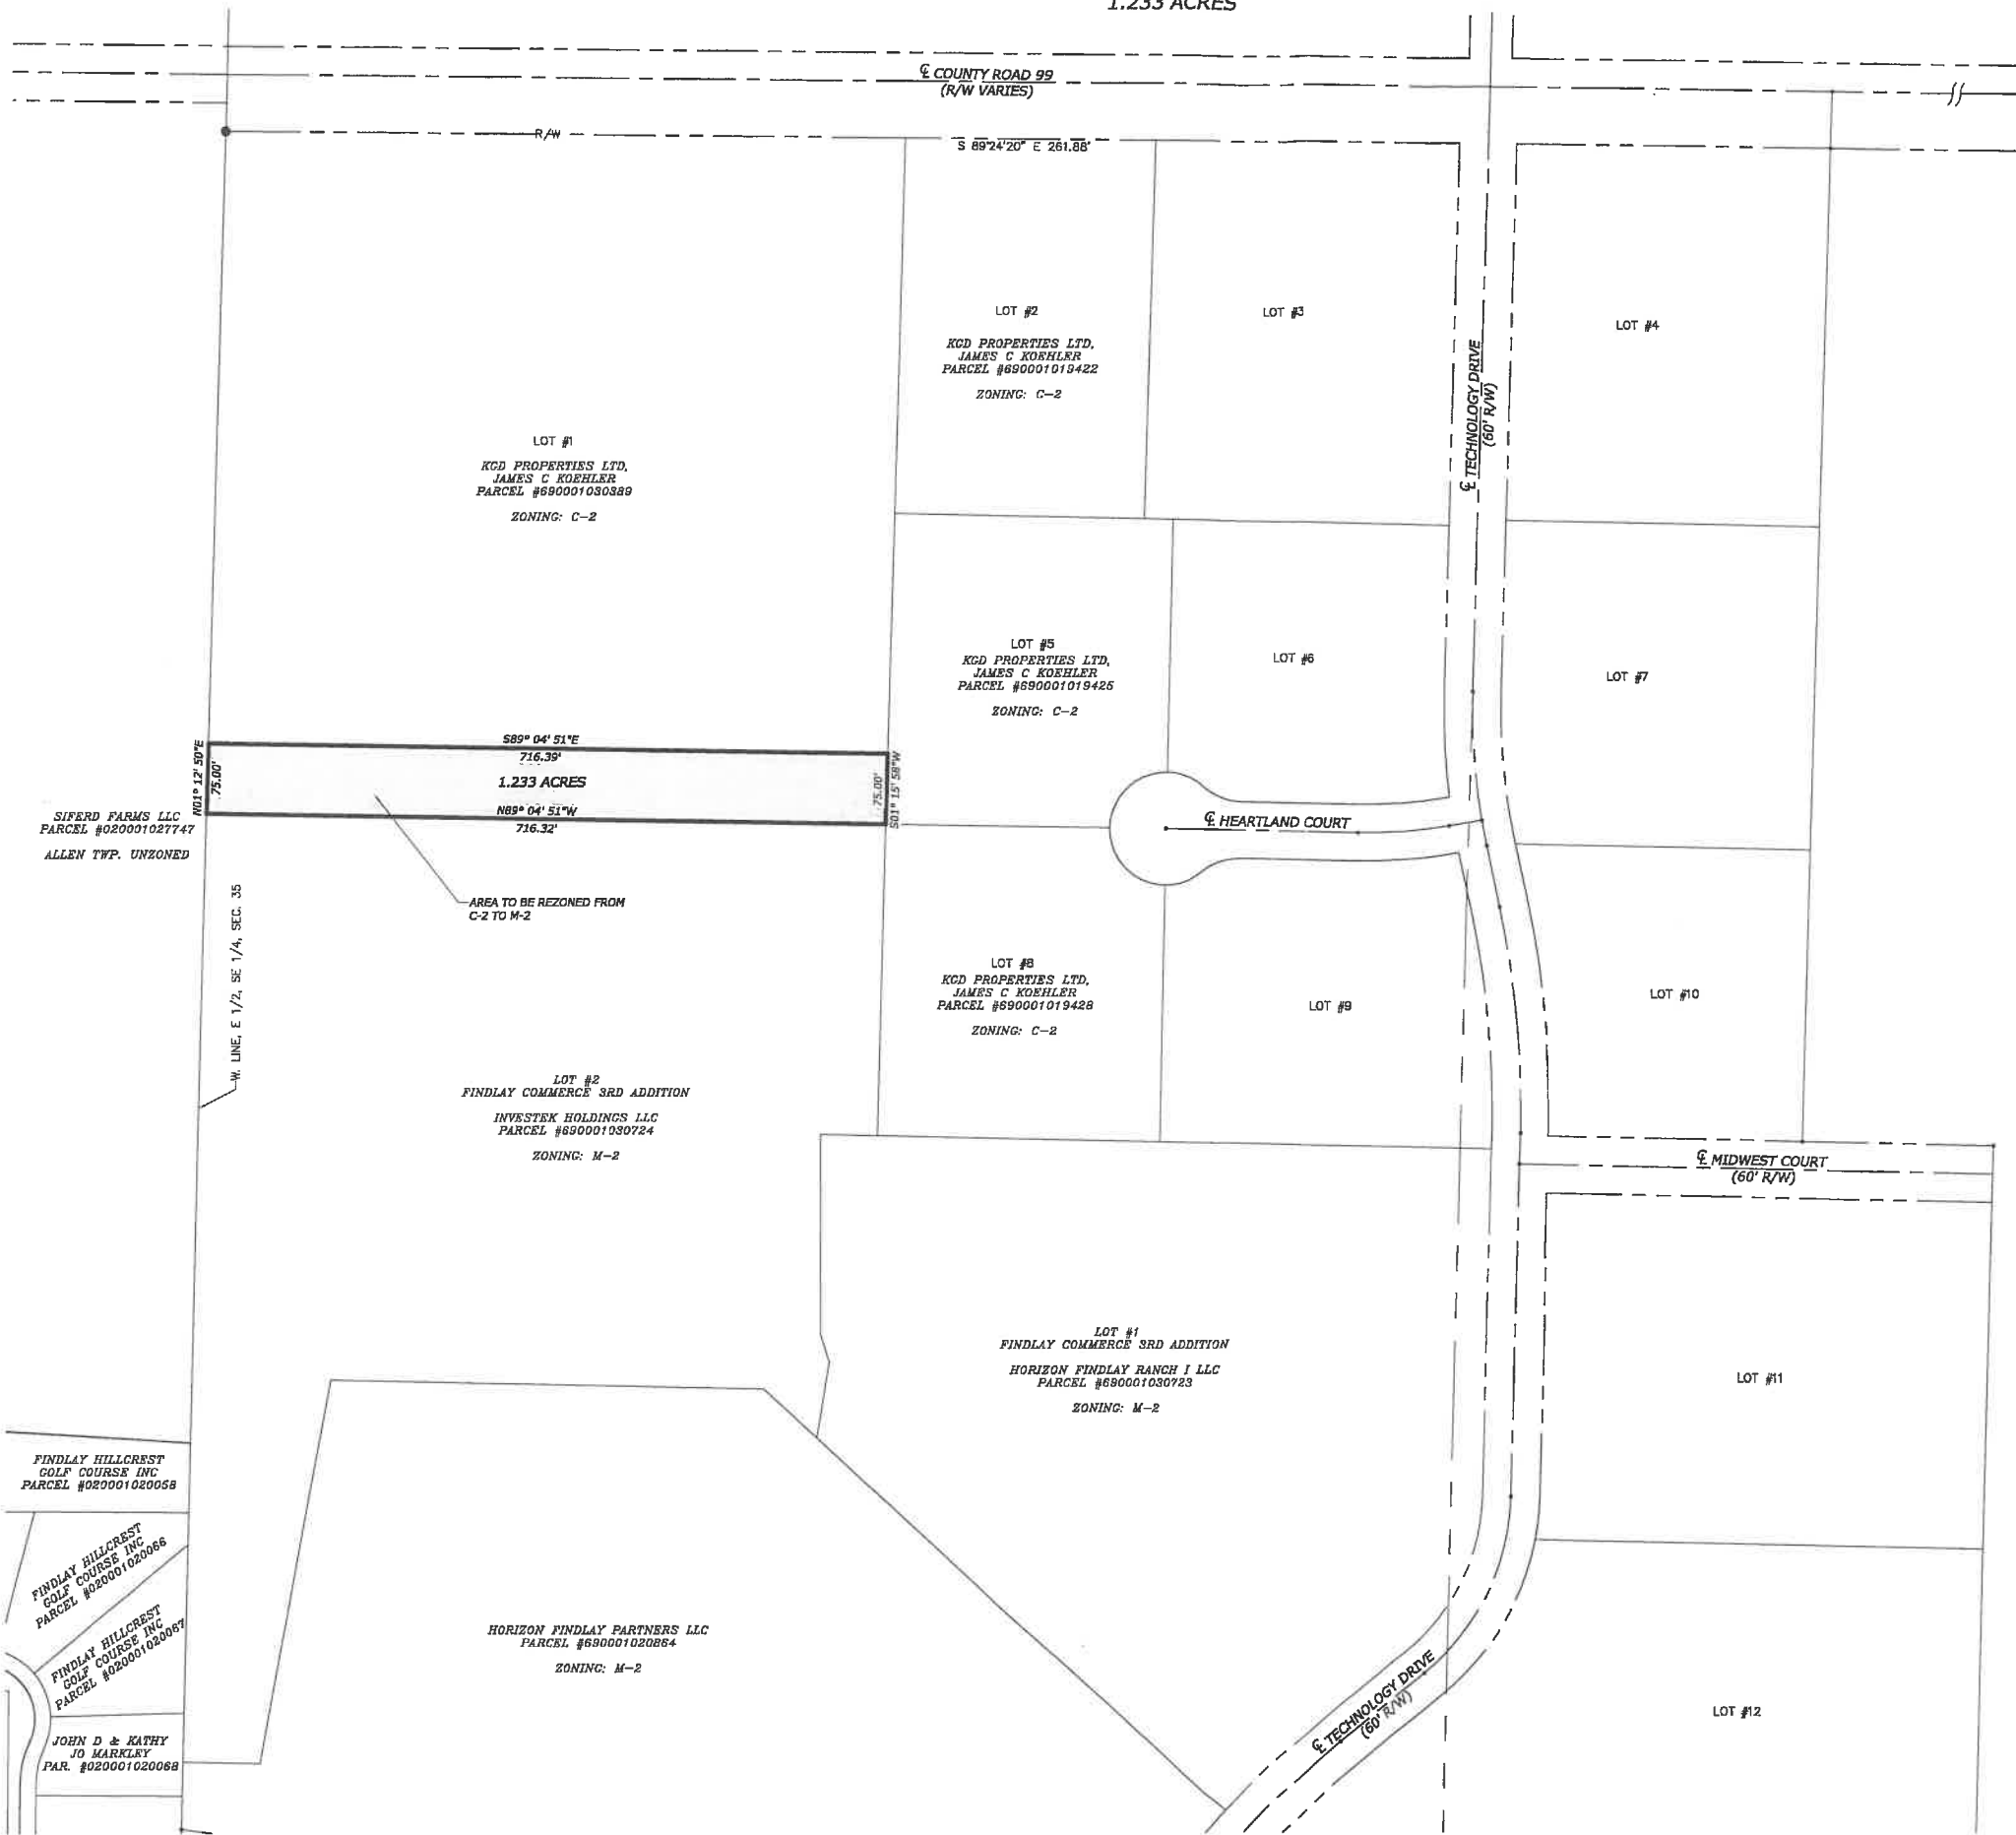 1.233 ACRES
℄ COUNTY ROAD 99
(R/W VARIES)
R/W
S 89°24'20" E 261.88'
LOT #2
KGD PROPERTIES LTD,
JAMES C KOEHLER
PARCEL #690001019422
ZONING: C-2
LOT #3
LOT #4
℄ TECHNOLOGY DRIVE
(60' R/W)
LOT #1
KGD PROPERTIES LTD,
JAMES C KOEHLER
PARCEL #690001030389
ZONING: C-2
LOT #5
KGD PROPERTIES LTD,
JAMES C KOEHLER
PARCEL #690001019425
ZONING: C-2
LOT #6
LOT #7
N01° 12' 50"E
75.00'
S89° 04' 51"E
716.39'
1.233 ACRES
N89° 04' 51"W
716.32'
75.00'
S01° 15' 58"W
SIFERD FARMS LLC
PARCEL #020001027747
ALLEN TWP. UNZONED
℄ HEARTLAND COURT
AREA TO BE REZONED FROM
C-2 TO M-2
W. LINE, E 1/2, SE 1/4, SEC. 35
LOT #8
KGD PROPERTIES LTD,
JAMES C KOEHLER
PARCEL #690001019428
ZONING: C-2
LOT #9
LOT #10
LOT #2
FINDLAY COMMERCE 3RD ADDITION
INVESTEK HOLDINGS LLC
PARCEL #690001030724
ZONING: M-2
℄ MIDWEST COURT
(60' R/W)
LOT #1
FINDLAY COMMERCE 3RD ADDITION
HORIZON FINDLAY RANCH I LLC
PARCEL #690001030723
ZONING: M-2
LOT #11
FINDLAY HILLCREST
GOLF COURSE INC
PARCEL #020001020058
FINDLAY HILLCREST
GOLF COURSE INC
PARCEL #020001020066
FINDLAY HILLCREST
GOLF COURSE INC
PARCEL #020001020067
JOHN D & KATHY
JO MARKLEY
PAR. #020001020068
HORIZON FINDLAY PARTNERS LLC
PARCEL #690001020864
ZONING: M-2
℄ TECHNOLOGY DRIVE
(60' R/W)
LOT #12